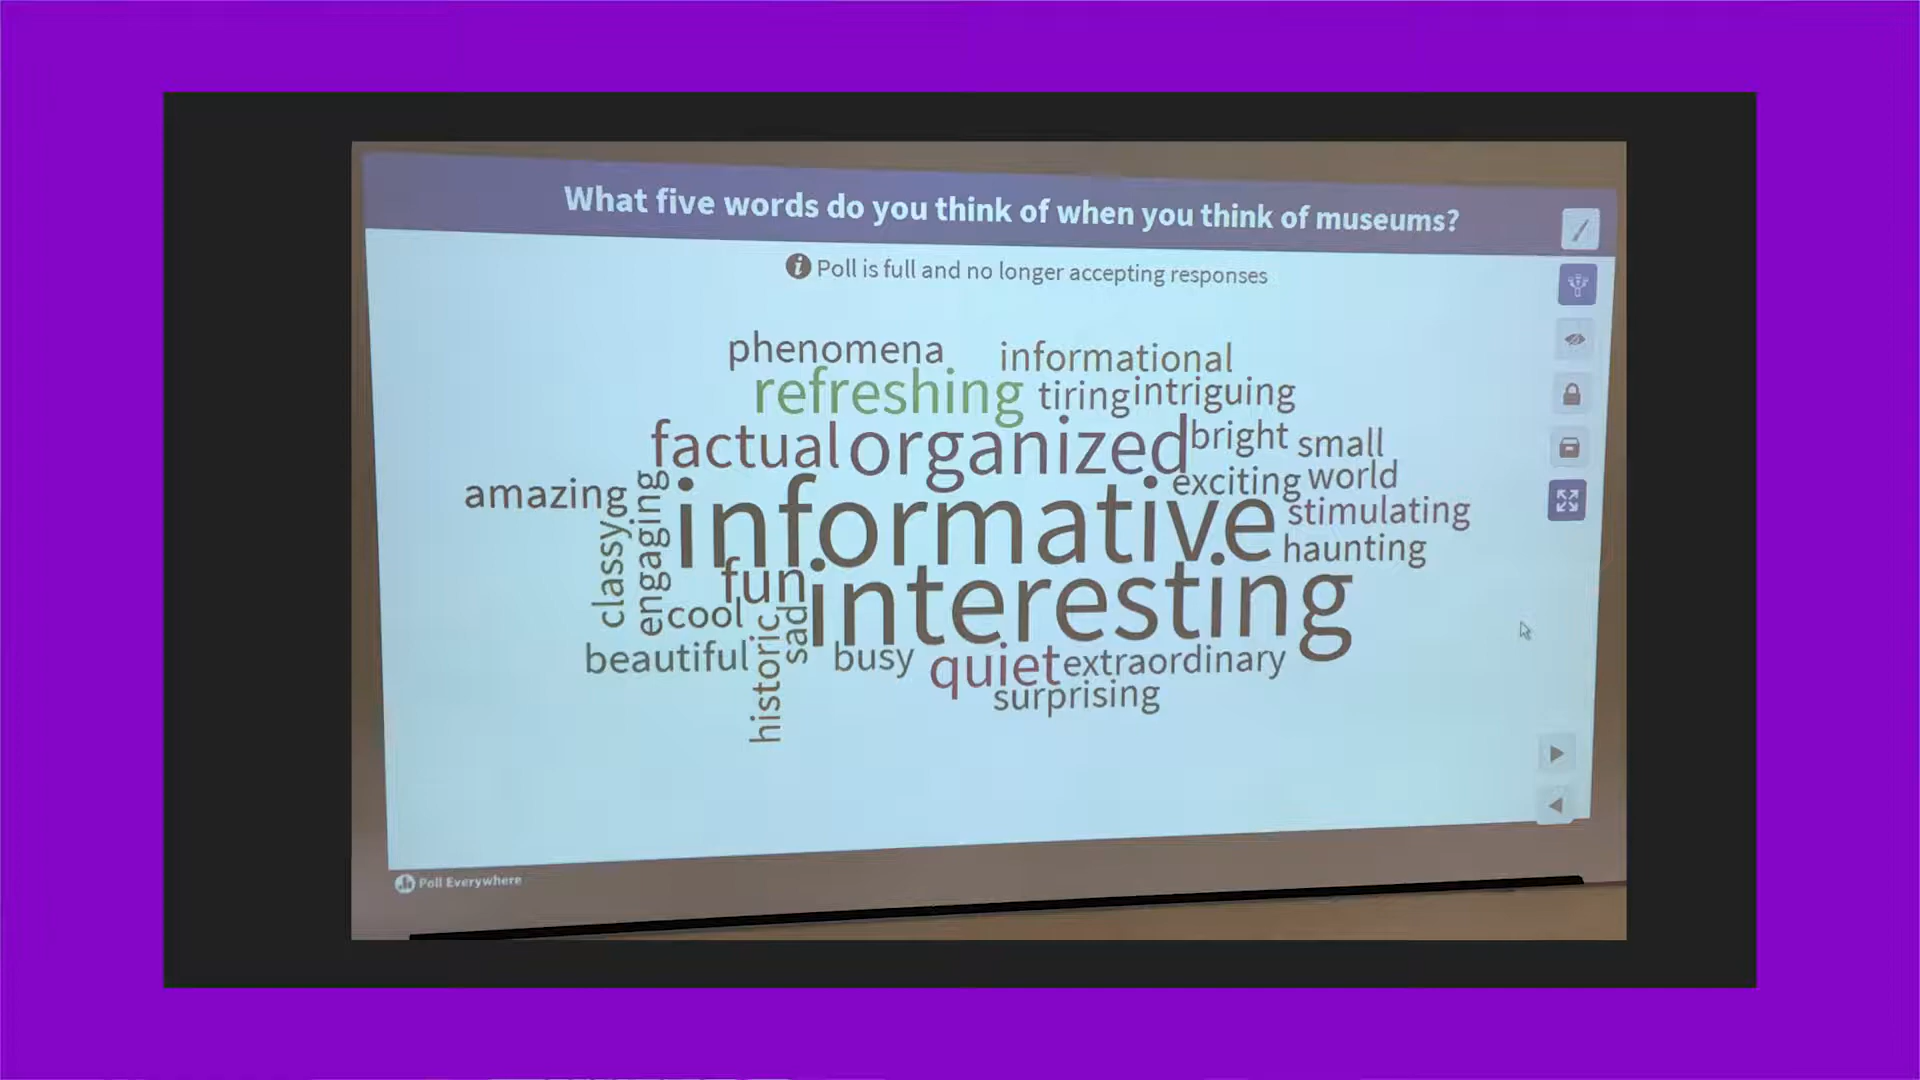 What five words do you think of when you think of museums?
Poll is full and no longer accepting responses
phenomena informational
refreshing tiring intriguing
factual organized bright small
amazing exciting world
informative stimulating
classy engaging haunting
fun interesting
cool
historic sad
beautiful busy quiet extraordinary
surprising
Poll Everywhere